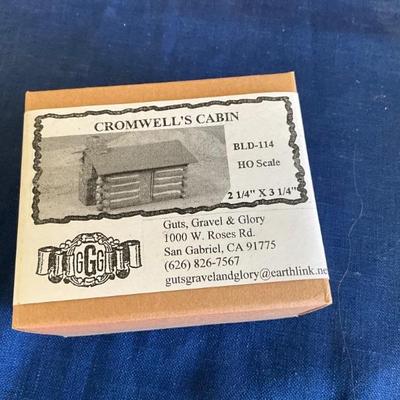 CROMWELL'S CABIN
BLD-114
HO Scale
2 1/4" X 3 1/4"
Guts, Gravel & Glory
1000 W. Roses Rd.
San Gabriel, CA 91775
(626) 826-7567
gutsgravelandglory@earthlink.ne
GGG